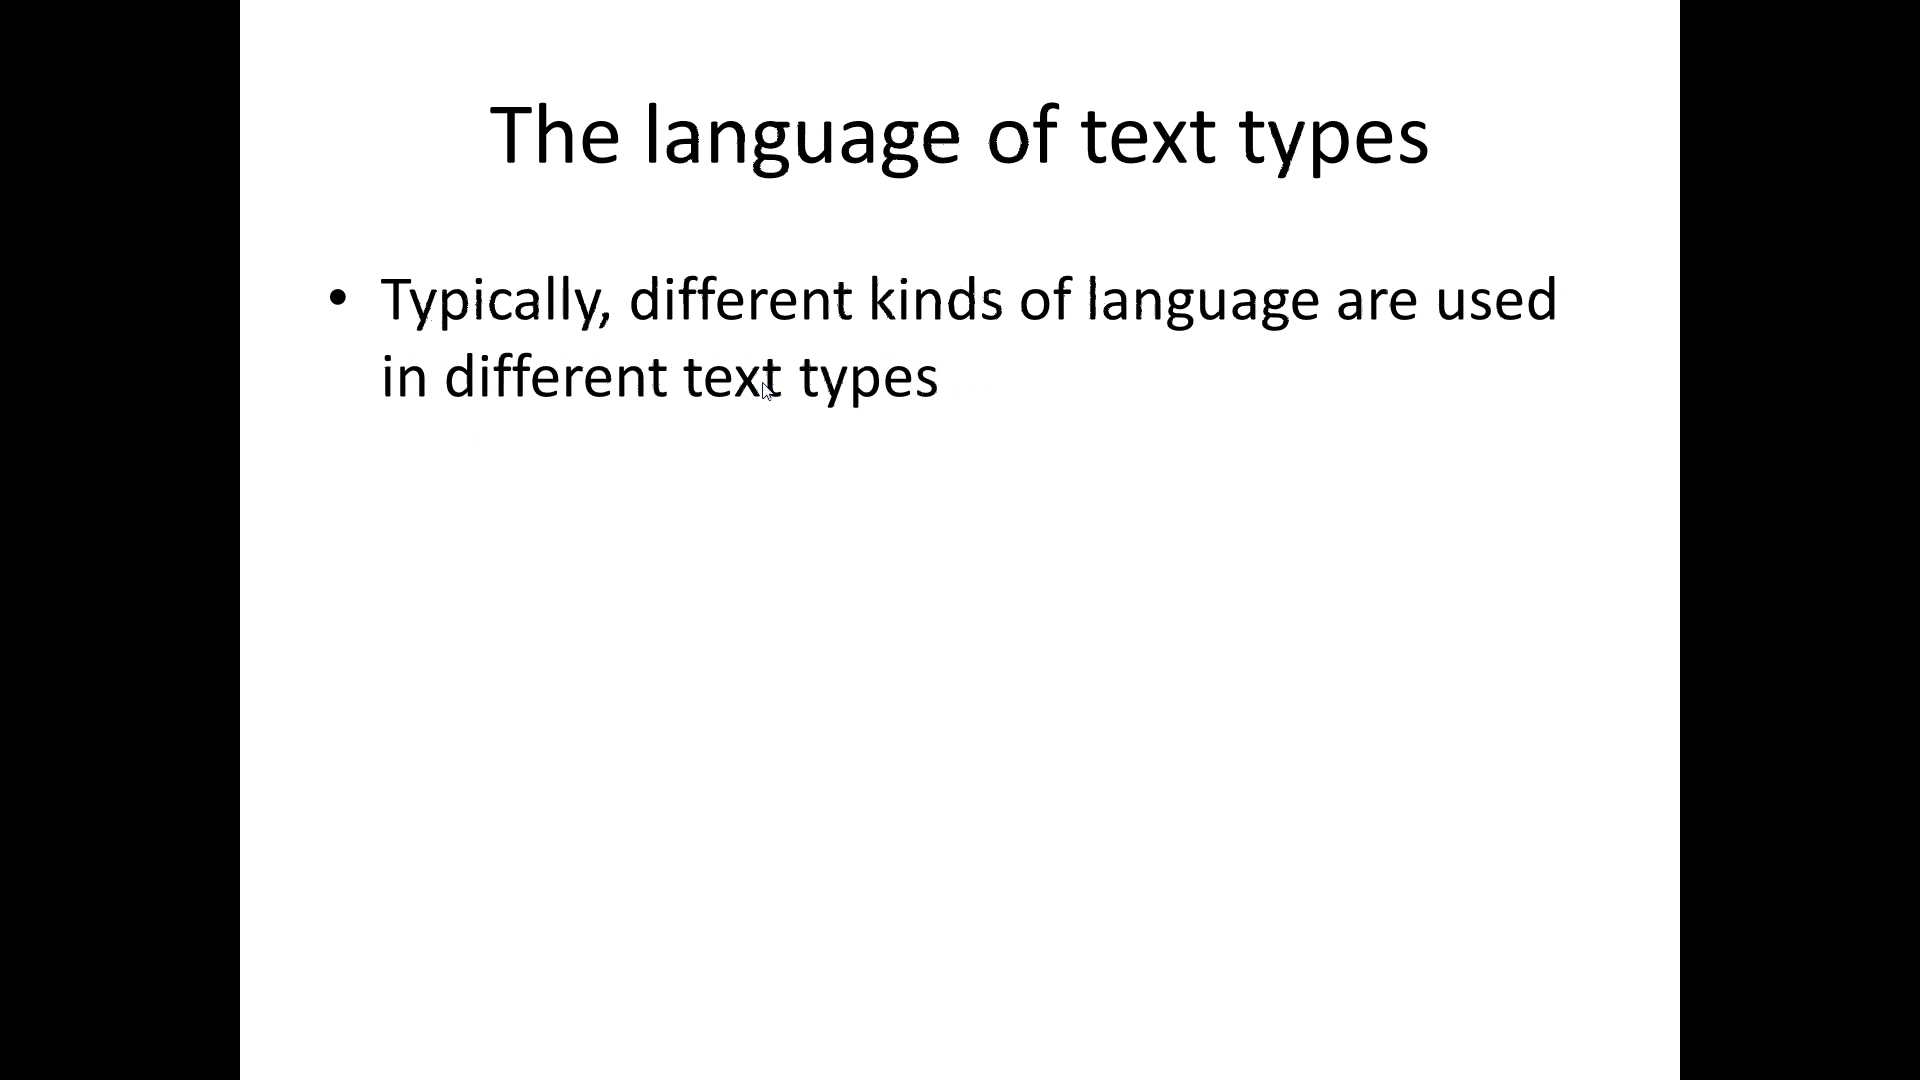 The language of text types
• Typically, different kinds of language are used
in different text types